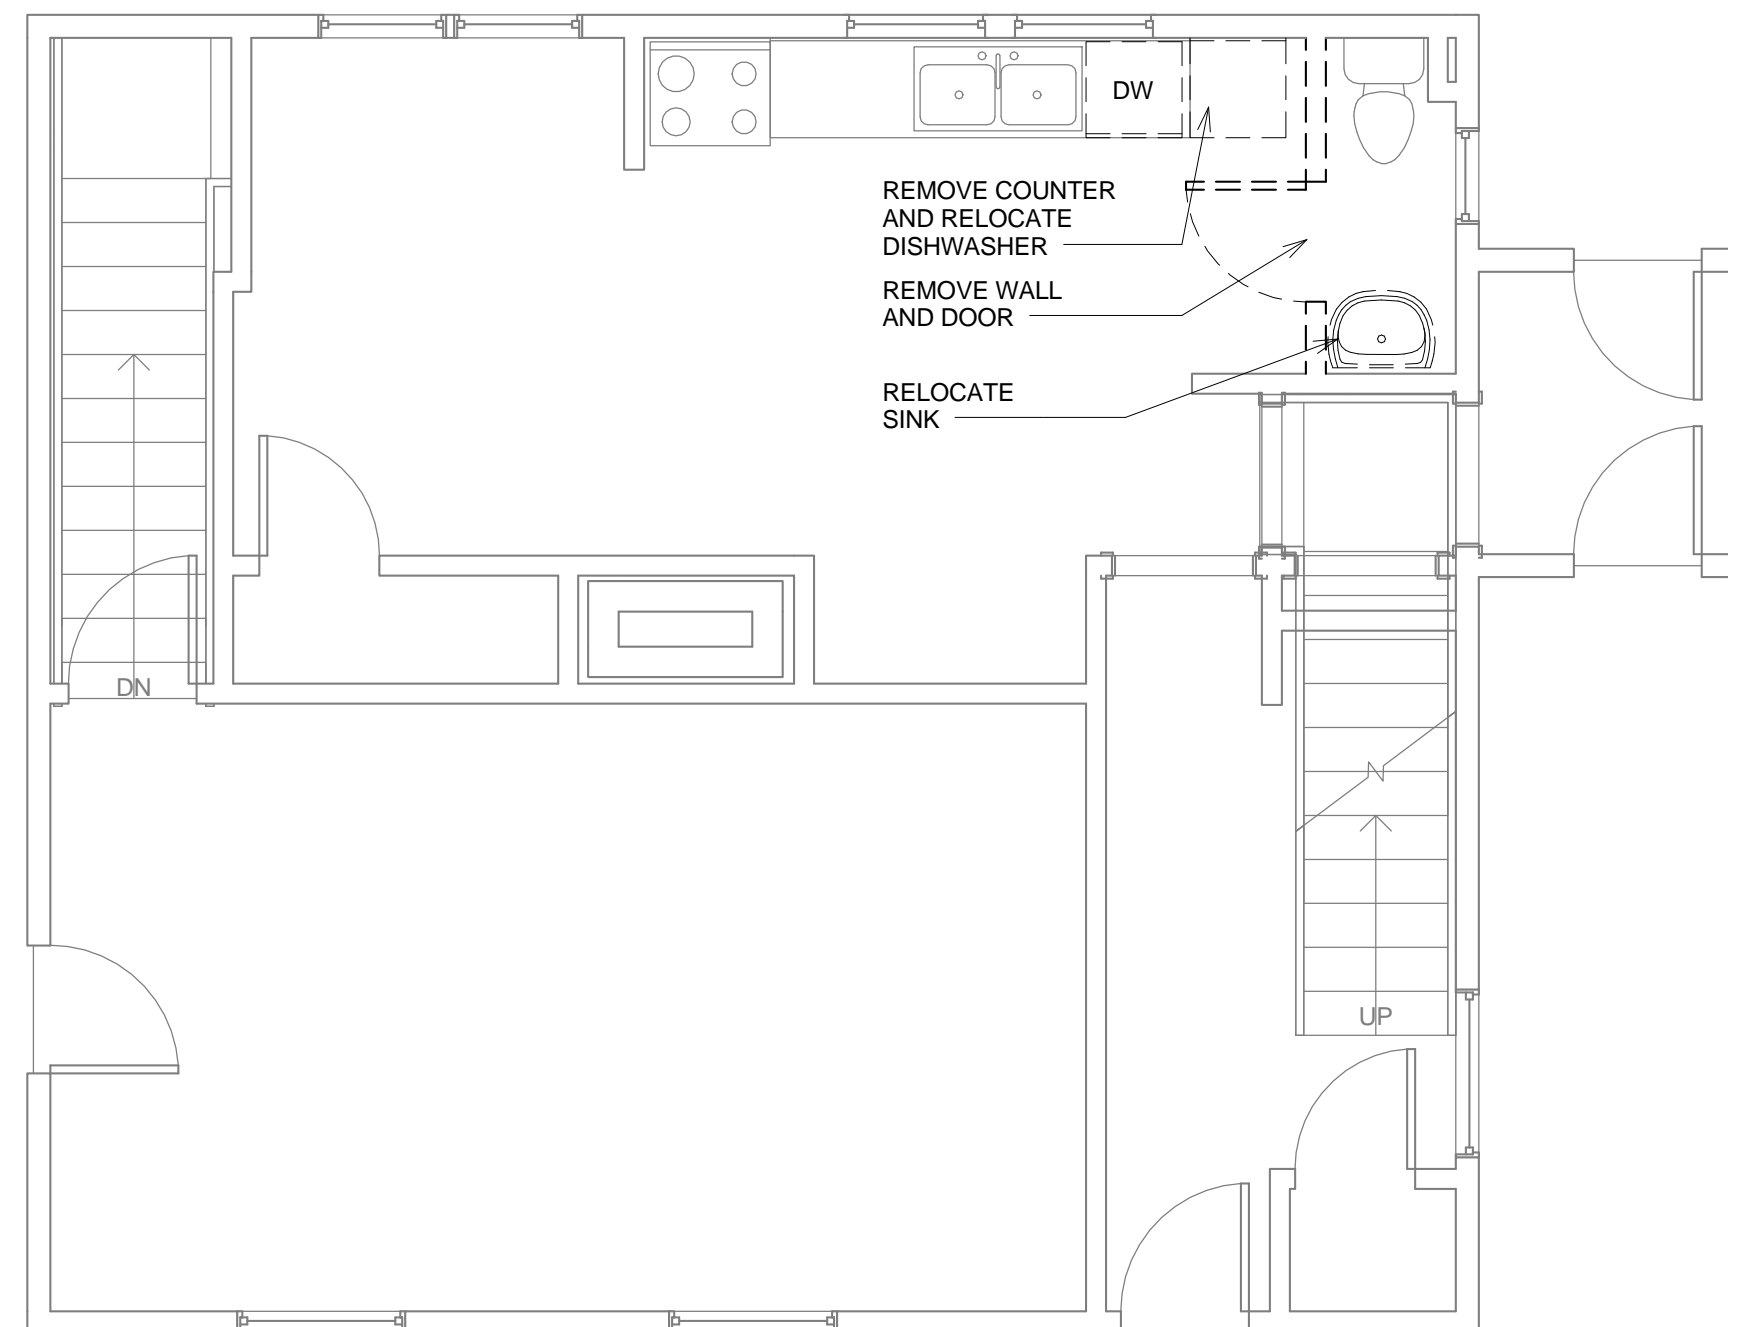 DW
REMOVE COUNTER
AND RELOCATE
DISHWASHER
REMOVE WALL
AND DOOR
RELOCATE
SINK
DN
UP